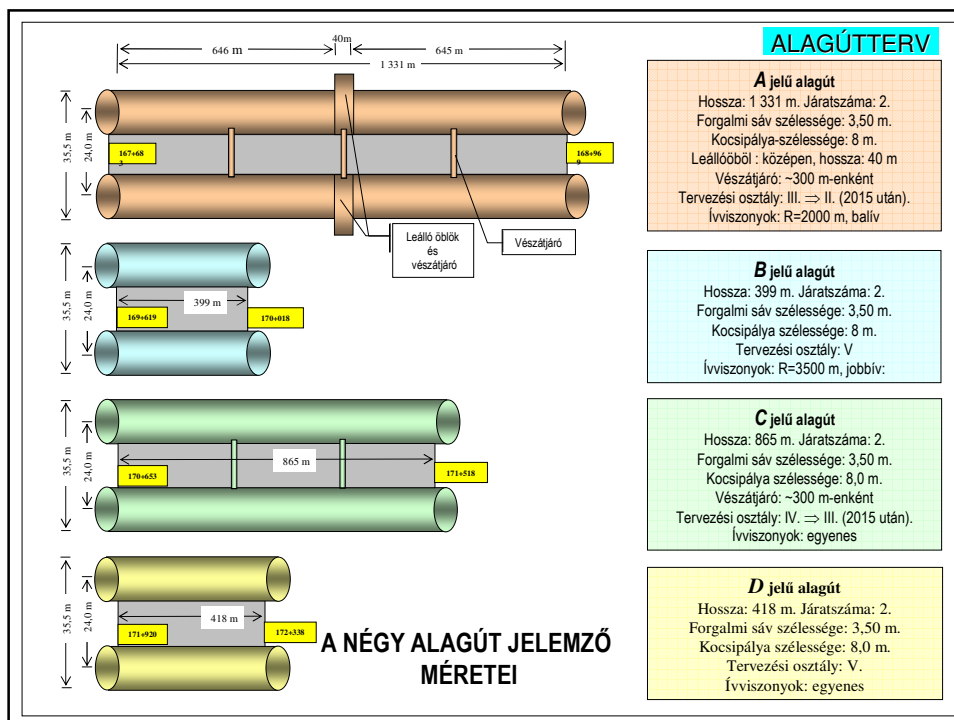 ALAGÚTTERV
646 m
40m
645 m
1 331 m
35,5 m
24,0 m
167+68
3
168+96
9
Leálló öblök
és
vészátjáró
Vészátjáró
A jelű alagút
Hossza: 1 331 m. Járatszáma: 2.
Forgalmi sáv szélessége: 3,50 m.
Kocsipálya-szélessége: 8 m.
Leállóöböl : középen, hossza: 40 m
Vészátjáró: ~300 m-enként
Tervezési osztály: III. ⇒ II. (2015 után).
Ívviszonyok: R=2000 m, balív
35,5 m
24,0 m
399 m
169+619
170+018
B jelű alagút
Hossza: 399 m. Járatszáma: 2.
Forgalmi sáv szélessége: 3,50 m.
Kocsipálya szélessége: 8 m.
Tervezési osztály: V
Ívviszonyok: R=3500 m, jobbív:
35,5 m
24,0 m
865 m
170+653
171+518
C jelű alagút
Hossza: 865 m. Járatszáma: 2.
Forgalmi sáv szélessége: 3,50 m.
Kocsipálya szélessége: 8,0 m.
Vészátjáró: ~300 m-enként
Tervezési osztály: IV. ⇒ III. (2015 után).
Ívviszonyok: egyenes
35,5 m
24,0 m
418 m
171+920
172+338
D jelű alagút
Hossza: 418 m. Járatszáma: 2.
Forgalmi sáv szélessége: 3,50 m.
Kocsipálya szélessége: 8,0 m.
Tervezési osztály: V.
Ívviszonyok: egyenes
A NÉGY ALAGÚT JELEMZŐ
MÉRETEI